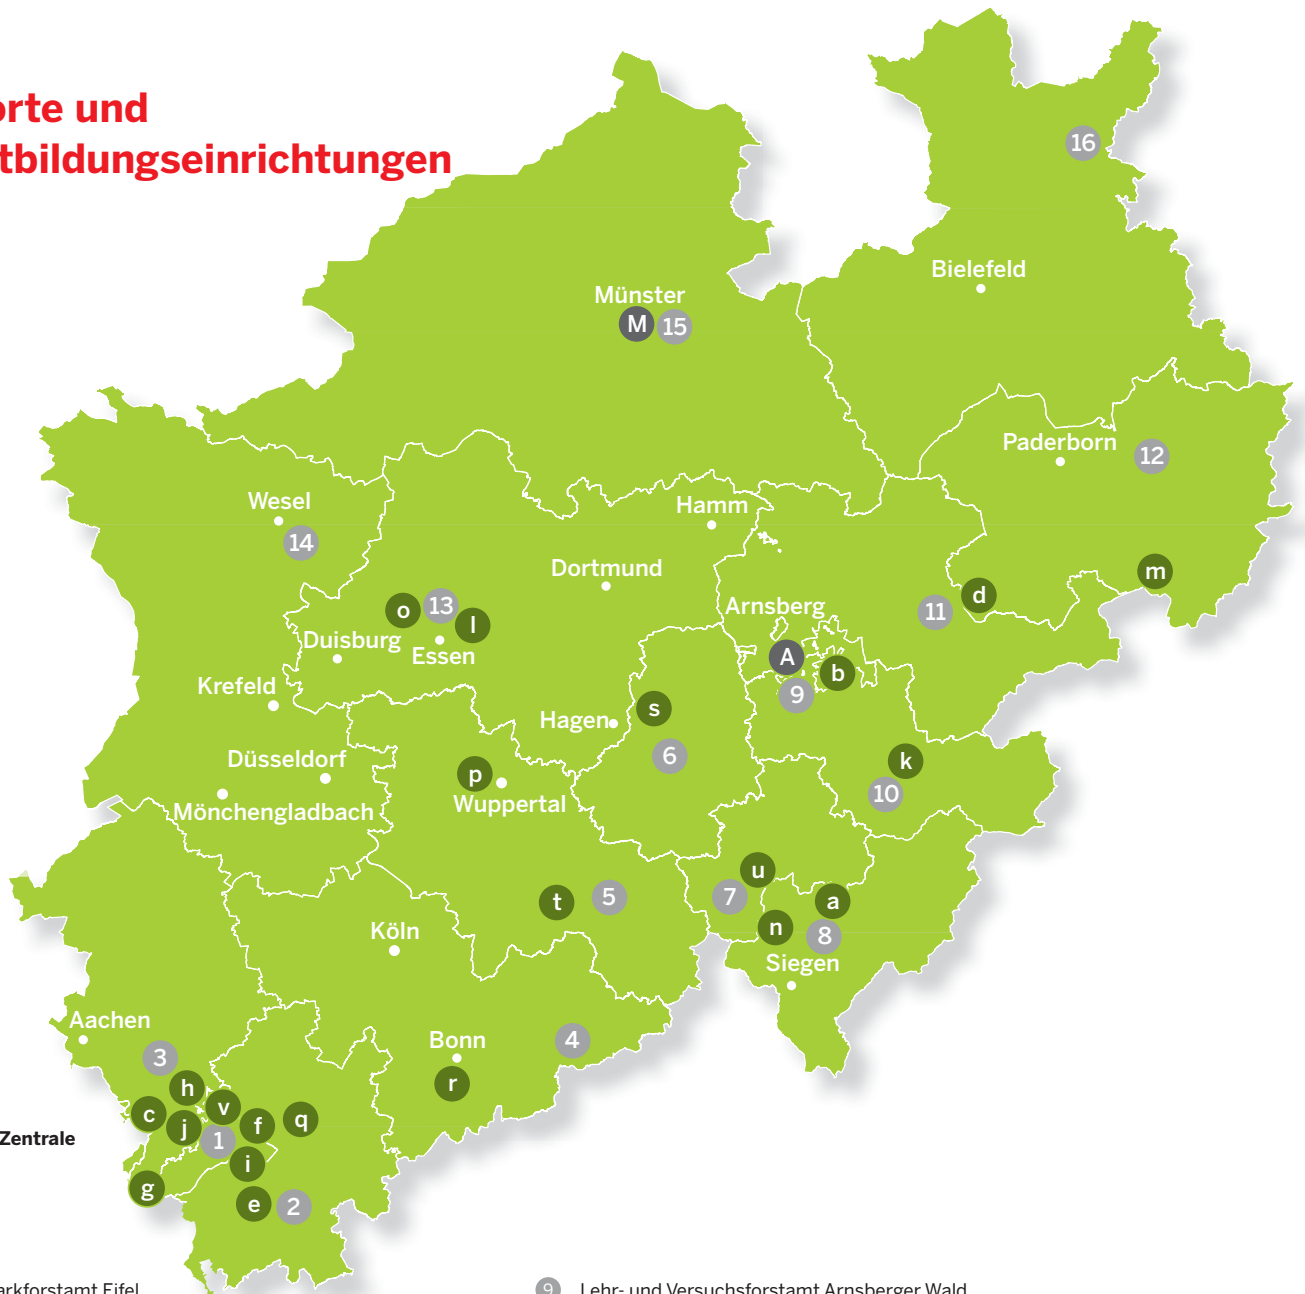 orte und
tbildungseinrichtungen
16
Bielefeld
Münster
M 15
Paderborn
12
Wesel
14
Hamm
Dortmund
m
d
11
o 13 l
Arnsberg
Duisburg
Essen
A
b
9
Krefeld
Hagen
s
6
Düsseldorf
p
k
10
Mönchengladbach
Wuppertal
u
t 5
7
a
n
8
Köln
Siegen
Aachen
3
Bonn
4
r
h
c
v
j
f
q
1
Zentrale
i
g
e 2
arkforstamt Eifel
9 Lehr- und Versuchsforstamt Arnsberger Wald